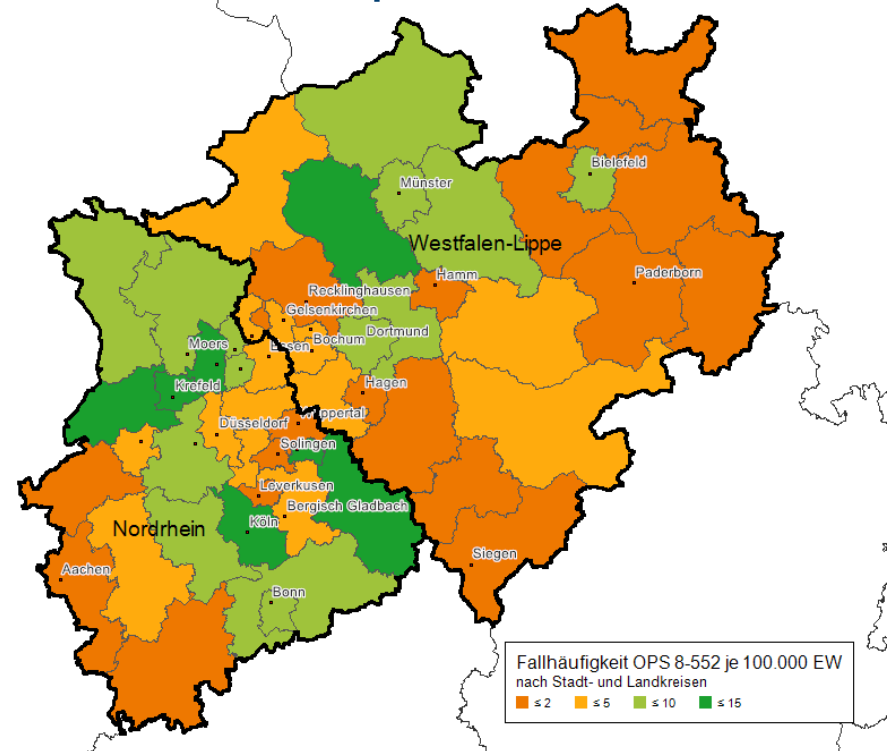 Bielefeld
Münster
Westfalen-Lippe
Paderborn
Hamm
Recklinghausen
Gelsenkirchen
Dortmund
Bochum
Moers
Essen
Krefeld
Hagen
Wuppertal
Düsseldorf
Solingen
Leverkusen
Bergisch Gladbach
Köln
Nordrhein
Siegen
Aachen
Bonn
Fallhäufigkeit OPS 8-552 je 100.000 EW
nach Stadt- und Landkreisen
≤ 2 ≤ 5 ≤ 10 ≤ 15